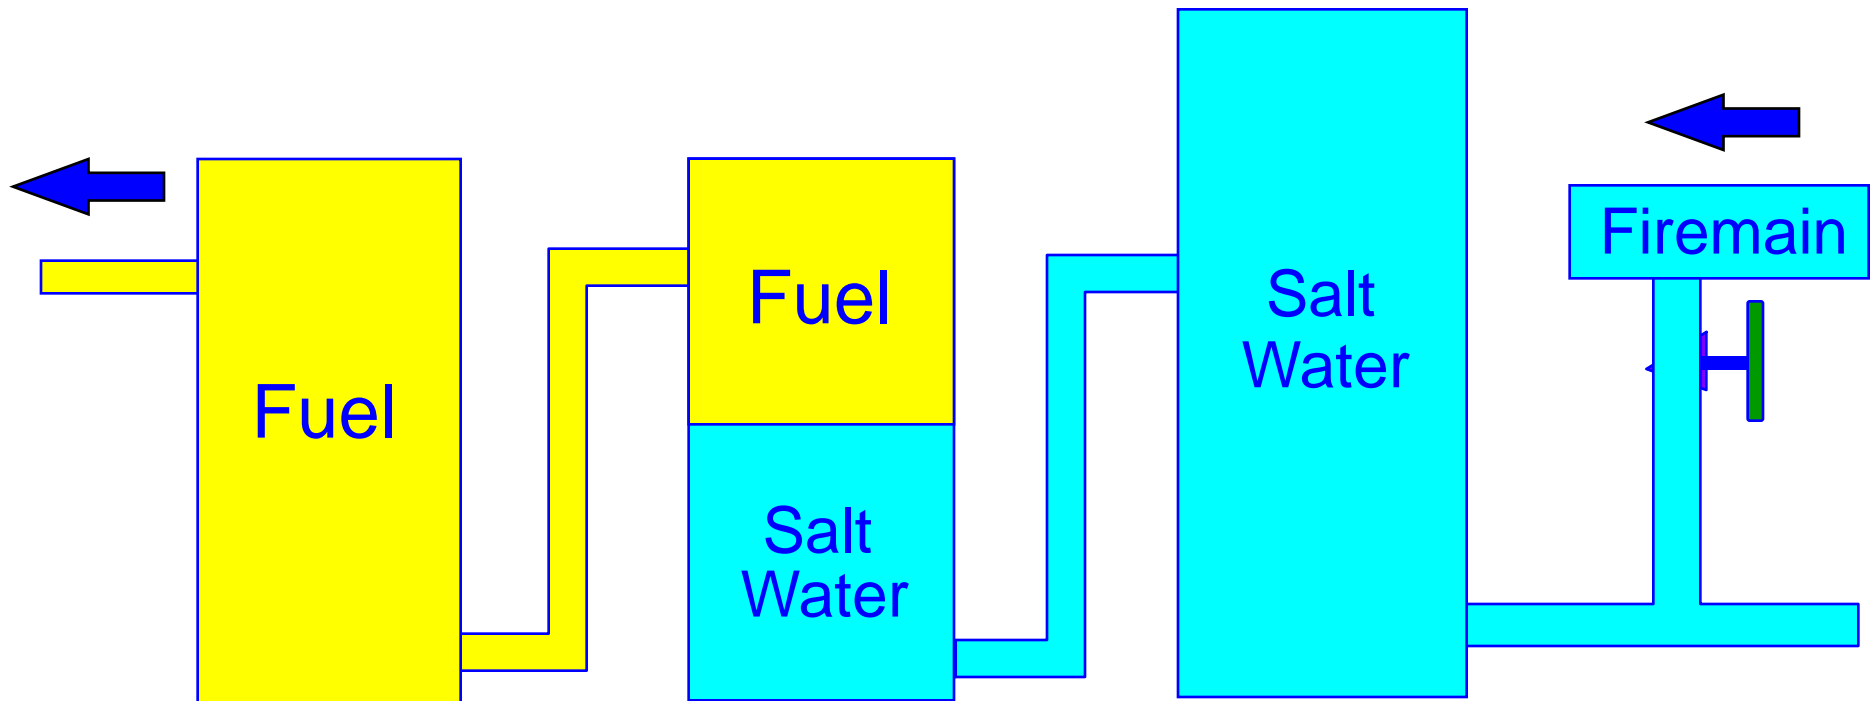 Fuel
Fuel
Salt
Water
Salt
Water
Firemain